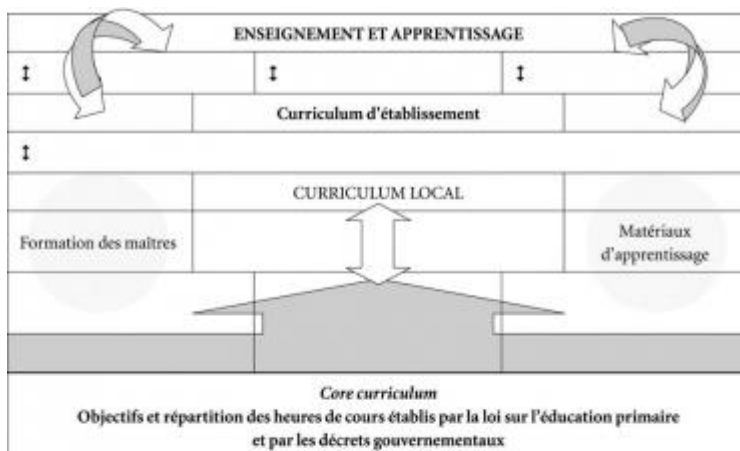 ENSEIGNEMENT ET APPRENTISSAGE
Curriculum d'établissement
CURRICULUM LOCAL
Formation des maîtres
Matériaux
d'apprentissage
Core curriculum
Objectifs et répartition des heures de cours établis par la loi sur l'éducation primaire
et par les décrets gouvernementaux